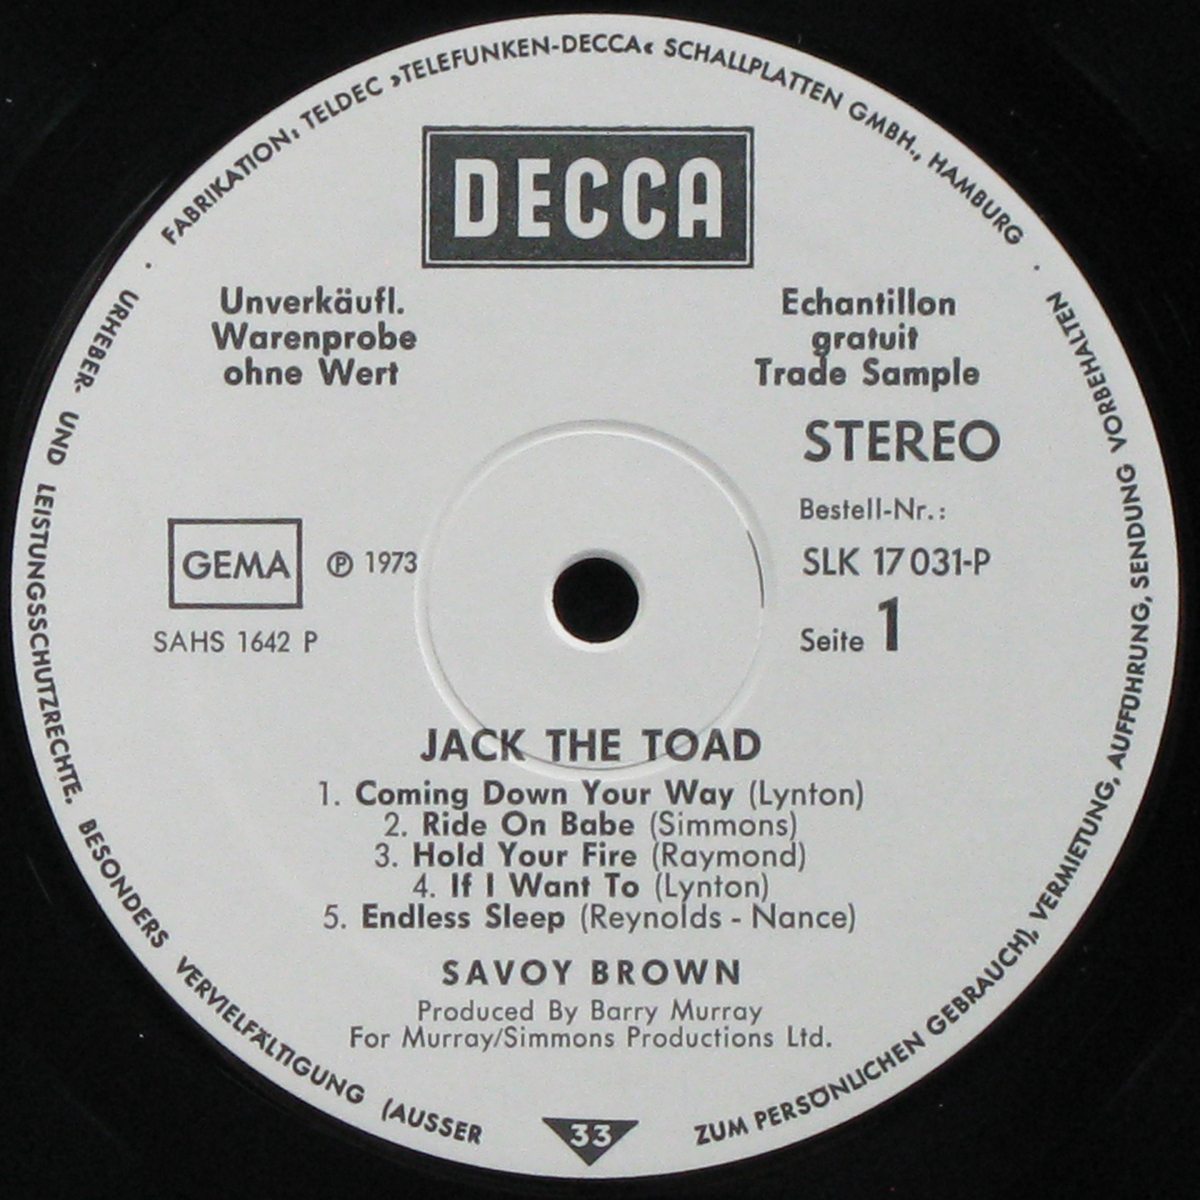 FABRIKATION: TELDEC »TELEFUNKEN-DECCA« SCHALLPLATTEN GMBH., HAMBURG ·
DECCA
Unverkäufl.
Warenprobe
ohne Wert
Echantillon
gratuit
Trade Sample
STEREO
Bestell-Nr.:
SLK 17 031-P
Seite 1
GEMA
℗ 1973
SAHS 1642 P
JACK THE TOAD
1. Coming Down Your Way (Lynton)
2. Ride On Babe (Simmons)
3. Hold Your Fire (Raymond)
4. If I Want To (Lynton)
5. Endless Sleep (Reynolds - Nance)
SAVOY BROWN
Produced By Barry Murray
For Murray/Simmons Productions Ltd.
33
· URHEBER- UND LEISTUNGSSCHUTZRECHTE. BESONDERS VERVIELFÄLTIGUNG (AUSSER ZUM PERSÖNLICHEN GEBRAUCH), VERMIETUNG, AUFFÜHRUNG, SENDUNG VORBEHALTEN